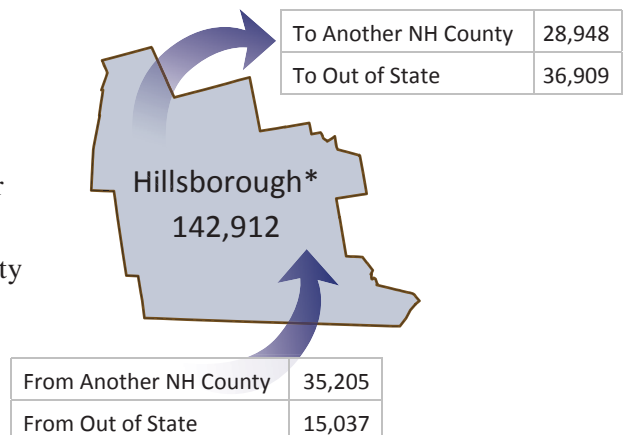 To Another NH County 28,948
To Out of State 36,909
r
Hillsborough*
142,912
ty
From Another NH County 35,205
From Out of State 15,037